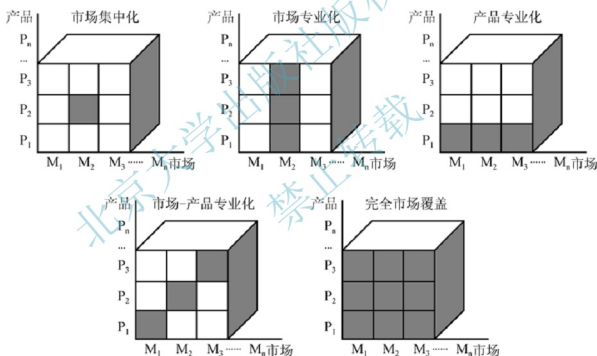 产品 市场集中化
Pn
...
P3
P2
P1
M1 M2 M3 ······ Mn市场
产品 市场专业化
Pn
...
P3
P2
P1
M1 M2 M3 ······ Mn市场
产品 产品专业化
Pn
...
P3
P2
P1
M1 M2 M3 ······ Mn市场
产品 市场–产品专业化
Pn
...
P3
P2
P1
M1 M2 M3 ······ Mn市场
产品 完全市场覆盖
Pn
...
P3
P2
P1
M1 M2 M3 ······ Mn市场
北京大学出版社版权
禁止转载